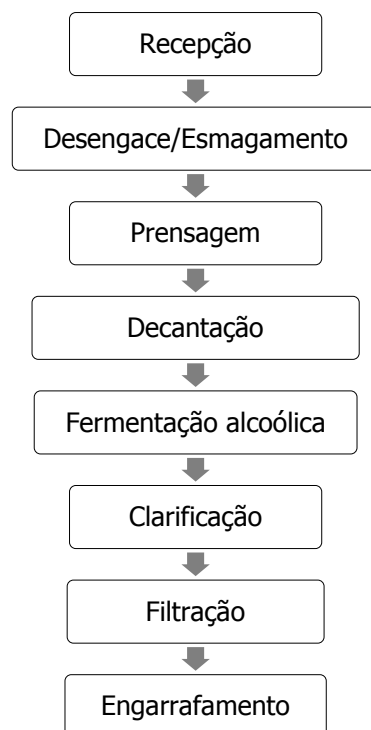 Recepção
Desengace/Esmagamento
Prensagem
Decantação
Fermentação alcoólica
Clarificação
Filtração
Engarrafamento